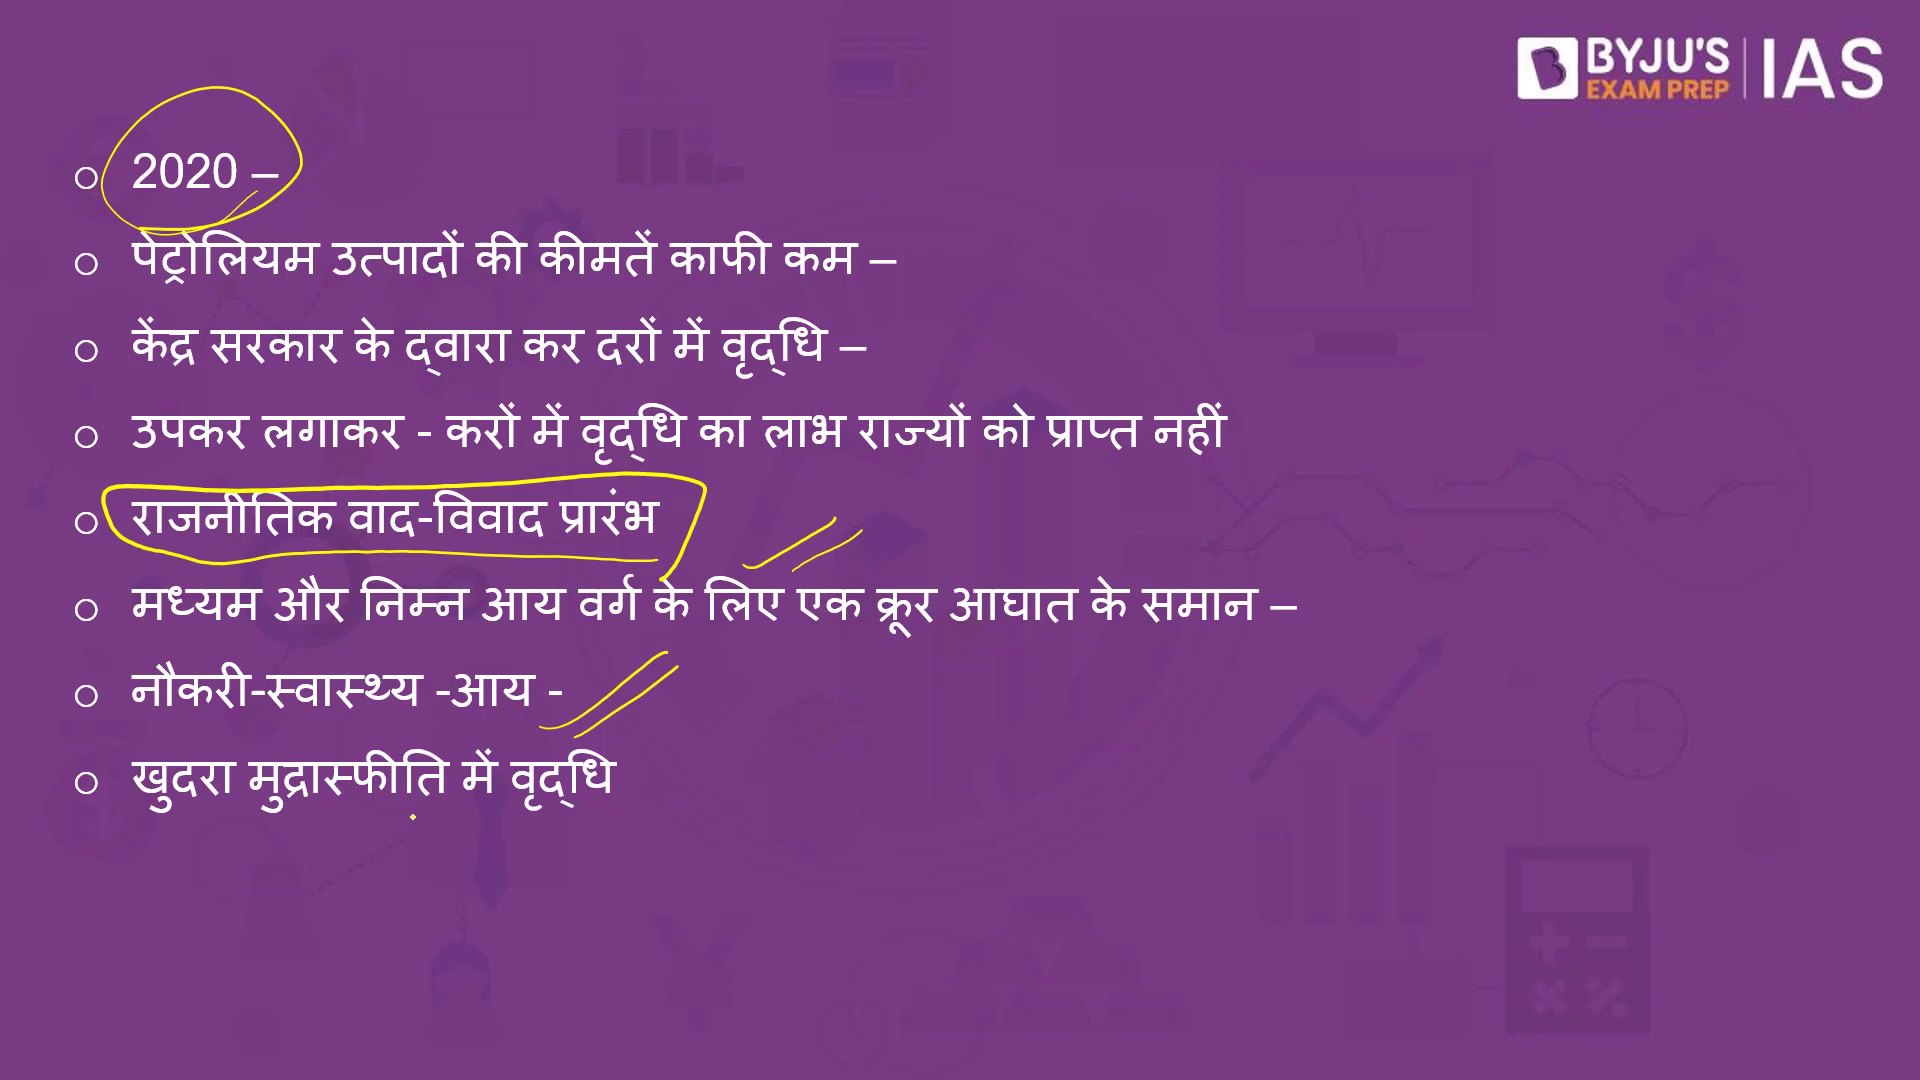 BYJU'S
EXAM PREP
IAS
2020 –
पेट्रोलियम उत्पादों की कीमतें काफी कम –
केंद्र सरकार के द्वारा कर दरों में वृद्धि –
उपकर लगाकर - करों में वृद्धि का लाभ राज्यों को प्राप्त नहीं
राजनीतिक वाद-विवाद प्रारंभ
मध्यम और निम्न आय वर्ग के लिए एक क्रूर आघात के समान –
नौकरी-स्वास्थ्य -आय -
खुदरा मुद्रास्फीति में वृद्धि